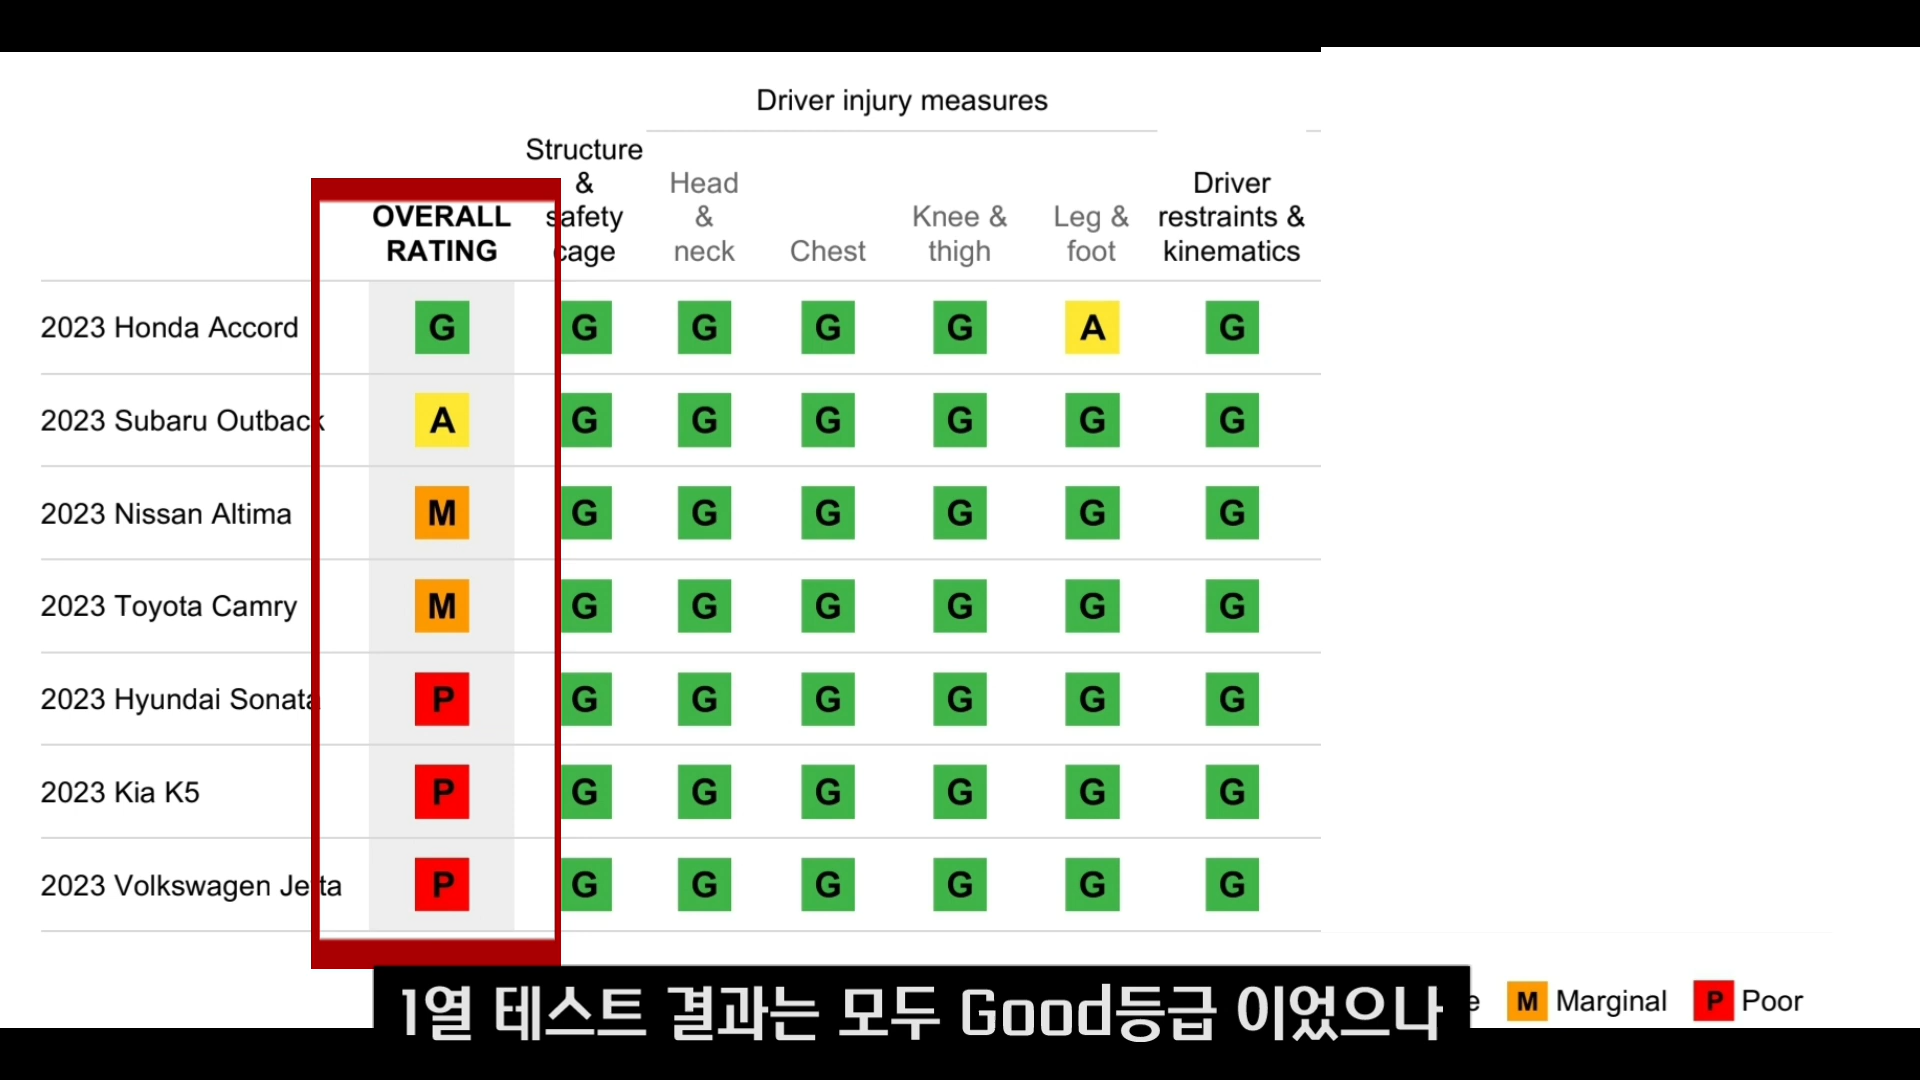 Driver injury measures
OVERALL RATING
Structure & safety cage
Head & neck
Chest
Knee & thigh
Leg & foot
Driver restraints & kinematics
2023 Honda Accord G G G G G A G
2023 Subaru Outback A G G G G G G
2023 Nissan Altima M G G G G G G
2023 Toyota Camry M G G G G G G
2023 Hyundai Sonata P G G G G G G
2023 Kia K5 P G G G G G G
2023 Volkswagen Jetta P G G G G G G
M Marginal P Poor
1열 테스트 결과는 모두 Good등급 이었으나